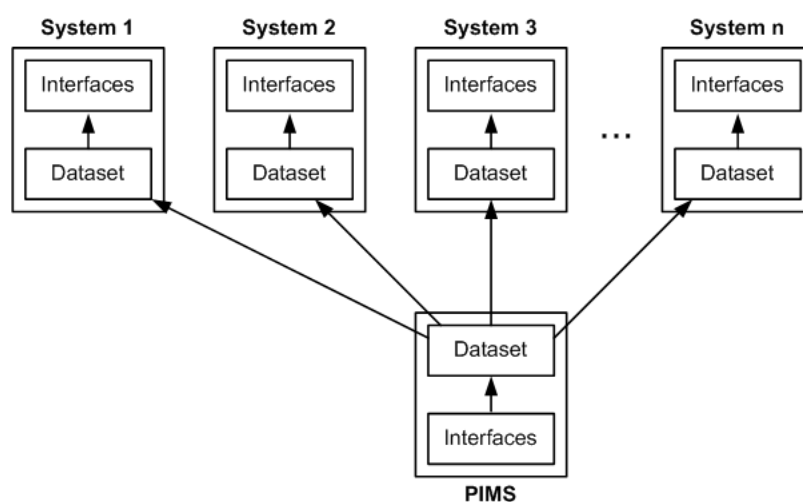 System 1 System 2 System 3 System n
Interfaces Interfaces Interfaces Interfaces
...
Dataset Dataset Dataset Dataset
Dataset
Interfaces
PIMS